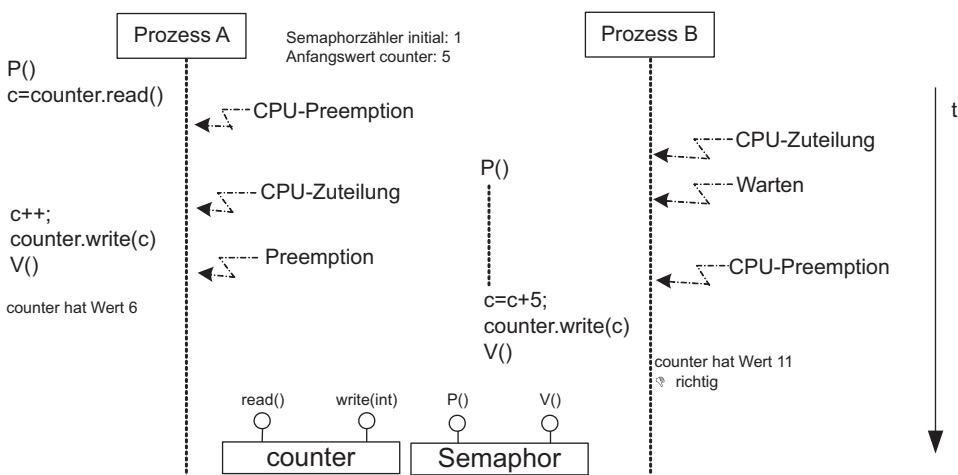 Prozess A
Semaphorzähler initial: 1
Anfangswert counter: 5
Prozess B
P()
c=counter.read()
CPU-Preemption
t
CPU-Zuteilung
P()
CPU-Zuteilung
Warten
c++;
counter.write(c)
V()
Preemption
CPU-Preemption
counter hat Wert 6
c=c+5;
counter.write(c)
V()
counter hat Wert 11
richtig
read()
write(int)
P()
V()
counter
Semaphor